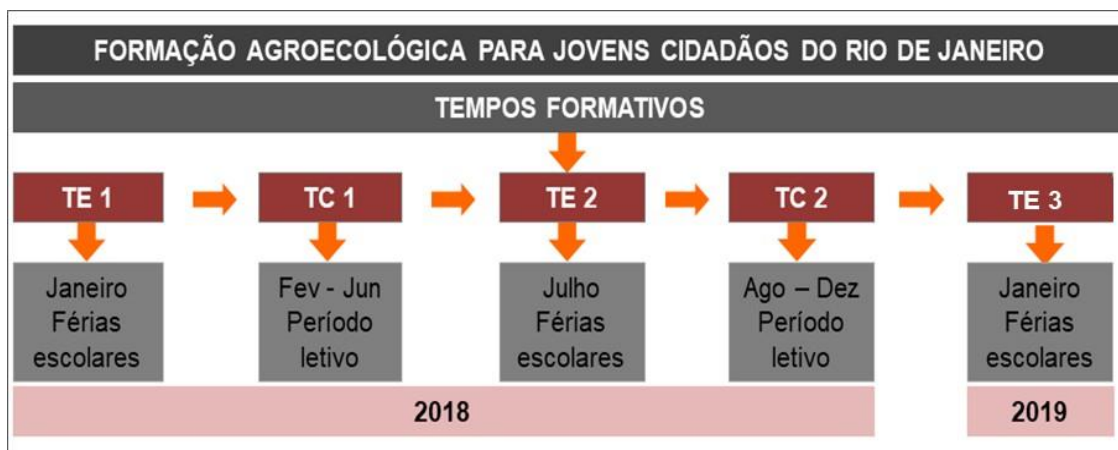 FORMAÇÃO AGROECOLÓGICA PARA JOVENS CIDADÃOS DO RIO DE JANEIRO
TEMPOS FORMATIVOS
TE 1
TC 1
TE 2
TC 2
TE 3
Janeiro
Férias
escolares
Fev - Jun
Período
letivo
Julho
Férias
escolares
Ago – Dez
Período
letivo
Janeiro
Férias
escolares
2018
2019